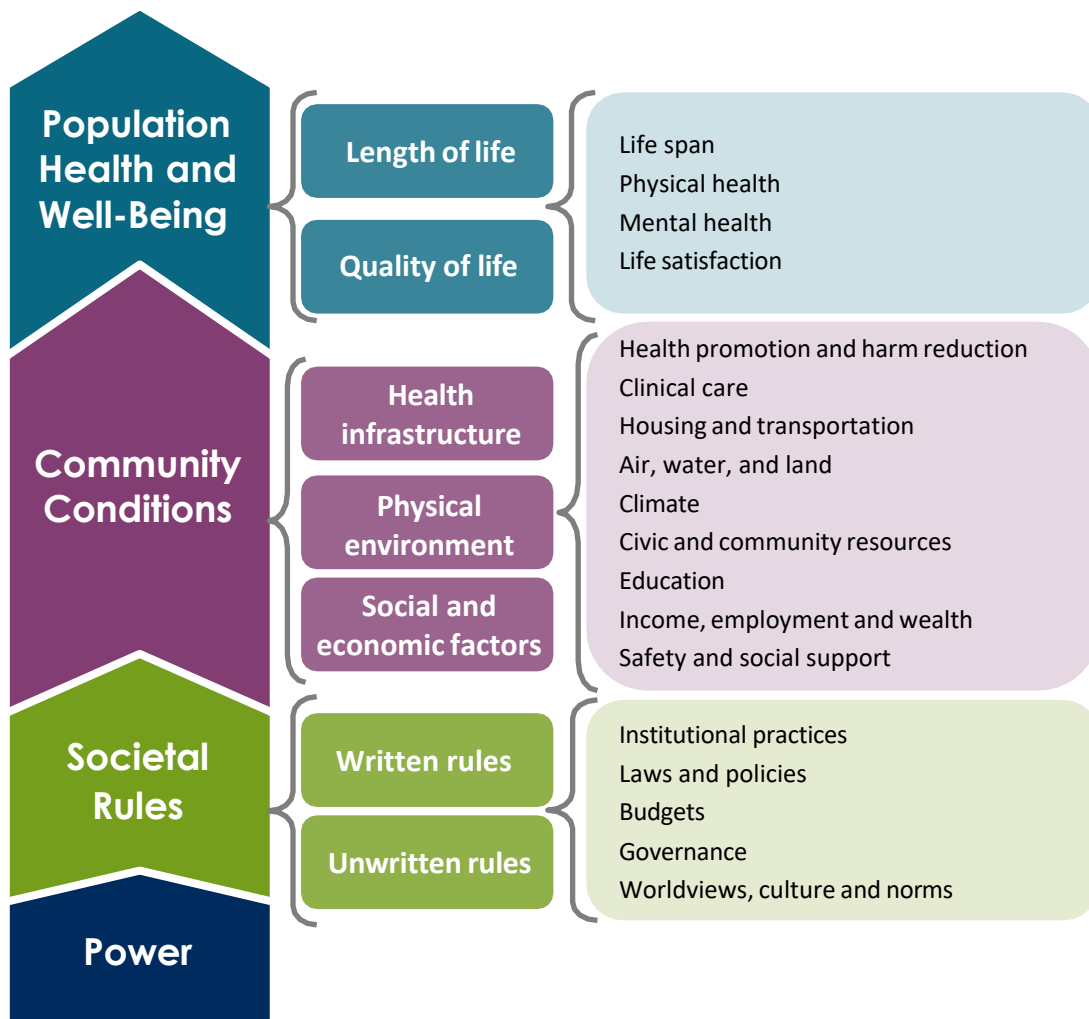 Population
Health and
Well-Being
Length of life
Quality of life
Life span
Physical health
Mental health
Life satisfaction
Community
Conditions
Health
infrastructure
Physical
environment
Social and
economic factors
Health promotion and harm reduction
Clinical care
Housing and transportation
Air, water, and land
Climate
Civic and community resources
Education
Income, employment and wealth
Safety and social support
Societal
Rules
Written rules
Unwritten rules
Institutional practices
Laws and policies
Budgets
Governance
Worldviews, culture and norms
Power